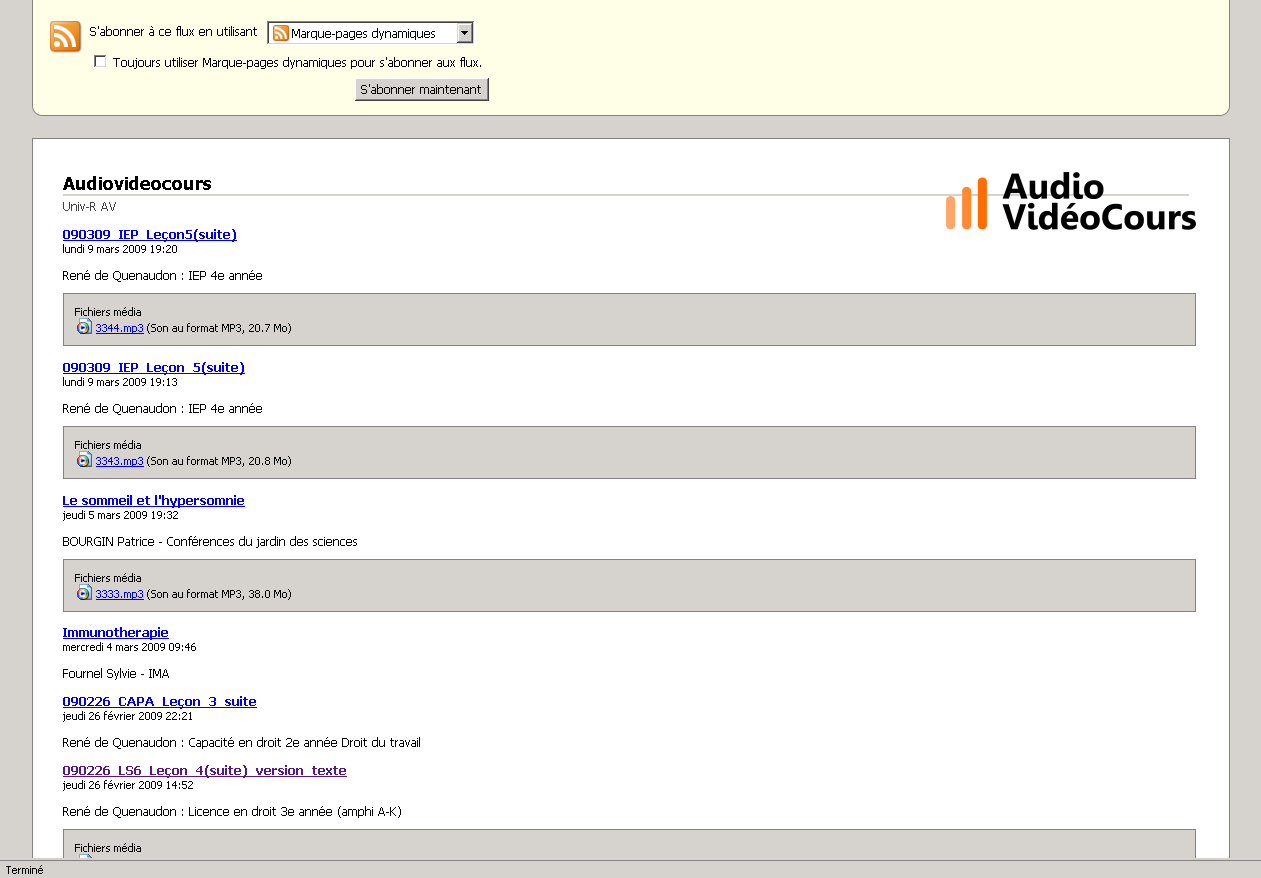 S'abonner à ce flux en utilisant Marque-pages dynamiques
Toujours utiliser Marque-pages dynamiques pour s'abonner aux flux.
S'abonner maintenant
Audiovideocours
Univ-R AV
Audio
VidéoCours
090309_IEP_Leçon5(suite)
lundi 9 mars 2009 19:20
René de Quenaudon : IEP 4e année
Fichiers média
3344.mp3 (Son au format MP3, 20.7 Mo)
090309_IEP_Leçon_5(suite)
lundi 9 mars 2009 19:13
René de Quenaudon : IEP 4e année
Fichiers média
3343.mp3 (Son au format MP3, 20.8 Mo)
Le sommeil et l'hypersomnie
jeudi 5 mars 2009 19:32
BOURGIN Patrice - Conférences du jardin des sciences
Fichiers média
3333.mp3 (Son au format MP3, 38.0 Mo)
Immunotherapie
mercredi 4 mars 2009 09:46
Fournel Sylvie - IMA
090226_CAPA_Leçon_3_suite
jeudi 26 février 2009 22:21
René de Quenaudon : Capacité en droit 2e année Droit du travail
090226_LS6_Leçon_4(suite)_version_texte
jeudi 26 février 2009 14:52
René de Quenaudon : Licence en droit 3e année (amphi A-K)
Fichiers média
Terminé